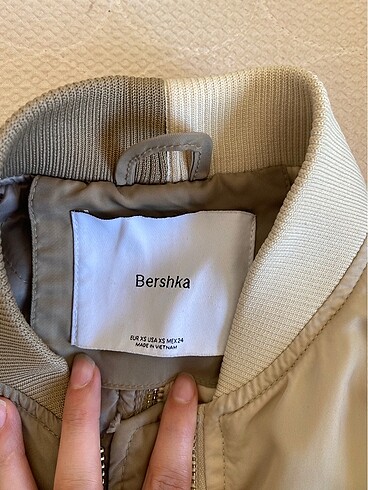 Bershka
EUR XS USA XS MEX 24
MADE IN VIETNAM